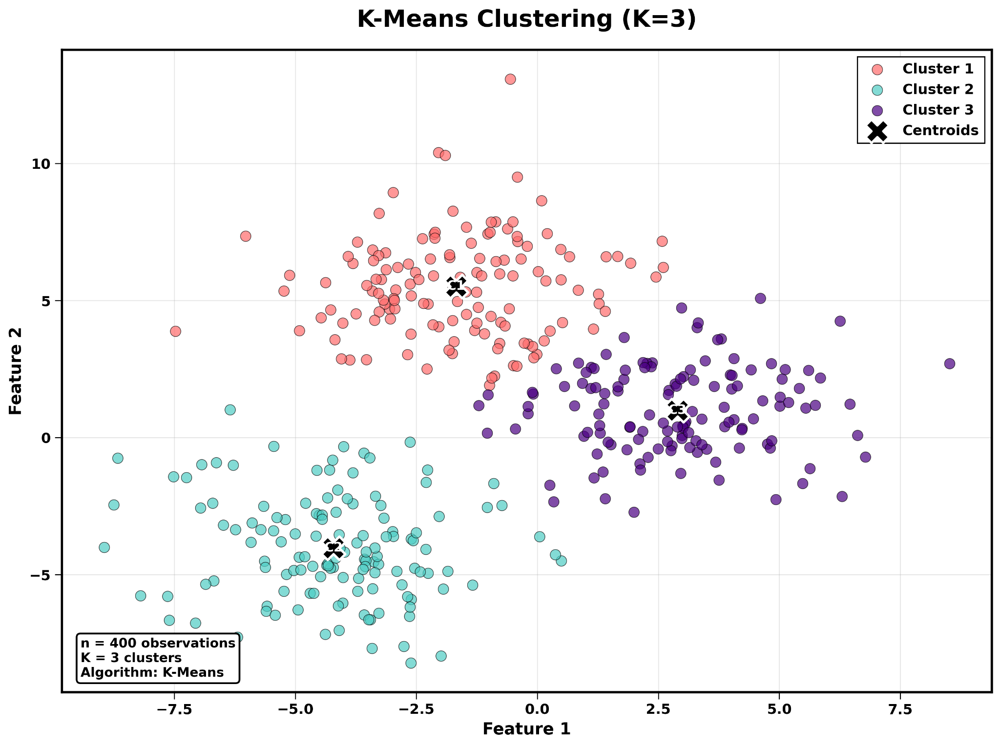 K-Means Clustering (K=3)
Cluster 1
Cluster 2
Cluster 3
Centroids
10
5
0
−5
Feature 2
n = 400 observations
K = 3 clusters
Algorithm: K-Means
−7.5
−5.0
−2.5
0.0
2.5
5.0
7.5
Feature 1